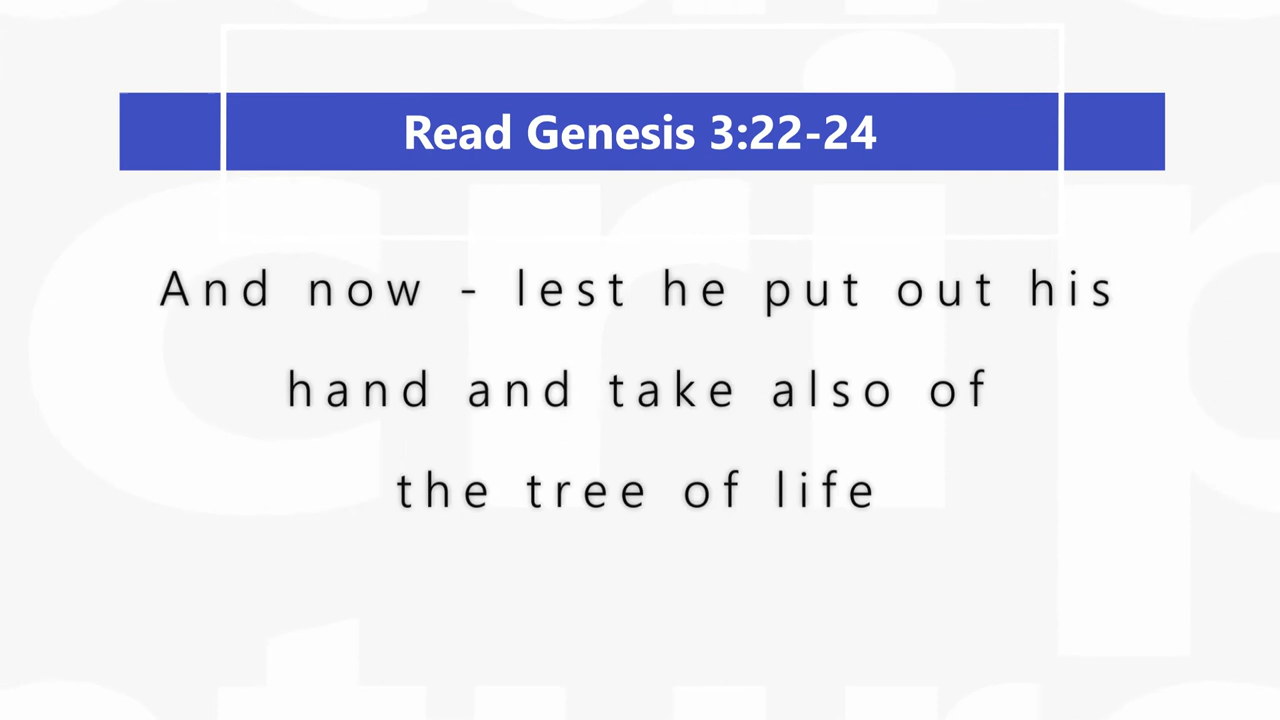 Read Genesis 3:22-24
And now - lest he put out his
hand and take also of
the tree of life